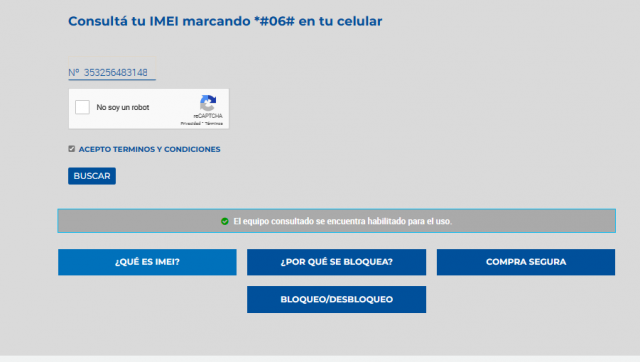 Consultá tu IMEI marcando *#06# en tu celular
Nº 353256483148
No soy un robot
reCAPTCHA
Privacidad - Términos
ACEPTO TERMINOS Y CONDICIONES
BUSCAR
El equipo consultado se encuentra habilitado para el uso.
¿QUÉ ES IMEI?
¿POR QUÉ SE BLOQUEA?
COMPRA SEGURA
BLOQUEO/DESBLOQUEO